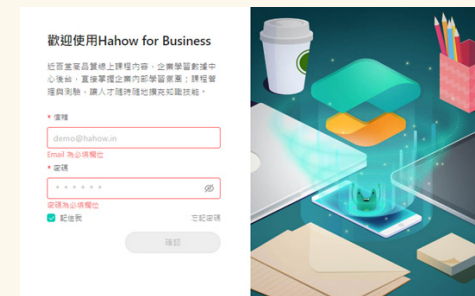 歡迎使用Hahow for Business
近百堂高品質線上課程內容、企業學習數據中
心後台，直接掌握企業內部學習氣氛；課程管
理與測驗，讓人才隨時隨地擴充知識技能。
* 信箱
demo@hahow.in
Email 為必填欄位
* 密碼
密碼為必填欄位
記住我
忘記密碼
確認